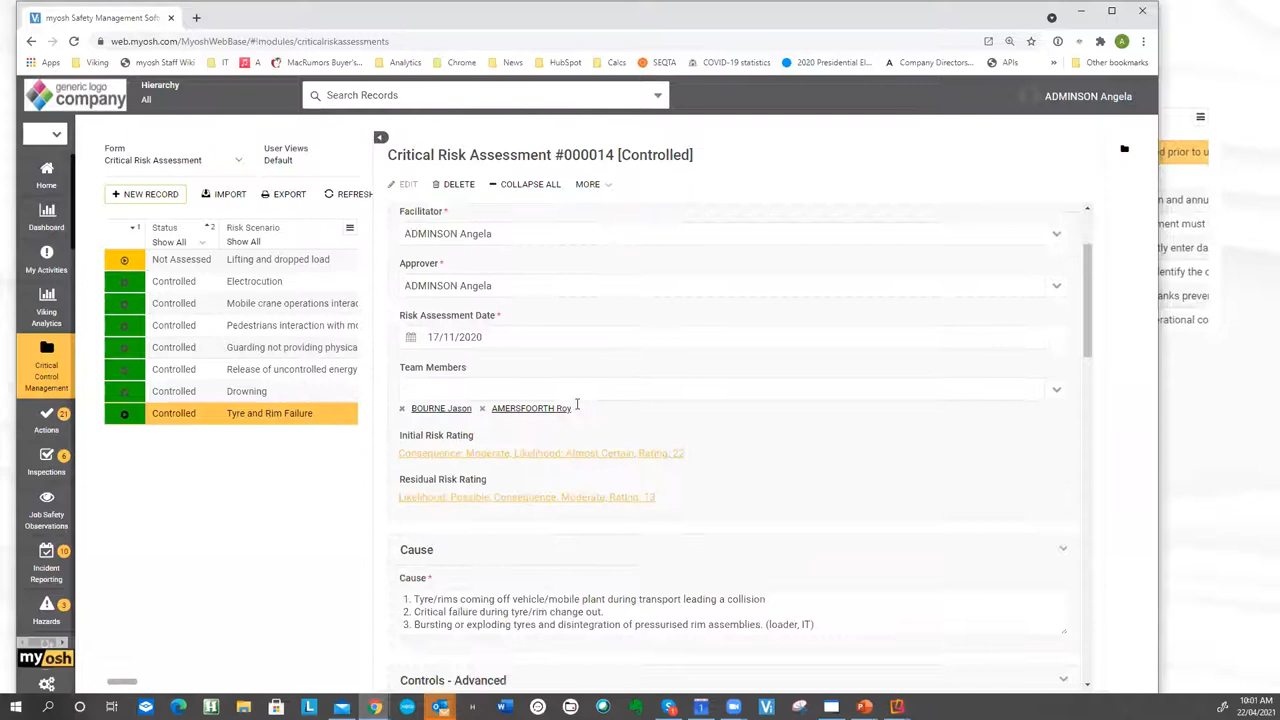 myosh Safety Management Soft
web.myosh.com/MyoshWebBase/#!modules/criticalriskassessments
A
Apps
Viking
myosh Staff Wiki
IT
A
MacRumors Buyer's...
Analytics
Chrome
News
HubSpot
Calcs
SEQTA
COVID-19 statistics
2020 Presidential El...
Company Directors...
APIs
»
Other bookmarks
generic logo
company
Hierarchy
All
Search Records
ADMINSON Angela
Home
Dashboard
My Activities
Viking
Analytics
Critical
Control
Management
21
Actions
6
Inspections
Job Safety
Observations
10
Incident
Reporting
3
Hazards
myosh
Form
Critical Risk Assessment
User Views
Default
NEW RECORD
IMPORT
EXPORT
REFRESH
1
Status
Show All
2
Risk Scenario
Show All
Not Assessed Lifting and dropped load
Controlled Electrocution
Controlled Mobile crane operations interac
Controlled Pedestrians interaction with mo
Controlled Guarding not providing physica
Controlled Release of uncontrolled energy
Controlled Drowning
Controlled Tyre and Rim Failure
Critical Risk Assessment #000014 [Controlled]
EDIT
DELETE
COLLAPSE ALL
MORE
Facilitator *
ADMINSON Angela
Approver *
ADMINSON Angela
Risk Assessment Date *
17/11/2020
Team Members
BOURNE Jason
AMERSFOORTH Roy
Initial Risk Rating
Consequence: Moderate, Likelihood: Almost Certain, Rating: 22
Residual Risk Rating
Likelihood: Possible, Consequence, Moderate, Rating: 13
Cause
Cause *
1. Tyre/rims coming off vehicle/mobile plant during transport leading a collision
2. Critical failure during tyre/rim change out.
3. Bursting or exploding tyres and disintegration of pressurised rim assemblies. (loader, IT)
Controls - Advanced
d prior to u
n and annu
ment must
tly enter da
dentify the c
anks preve
erational co
10:01 AM
22/04/2021